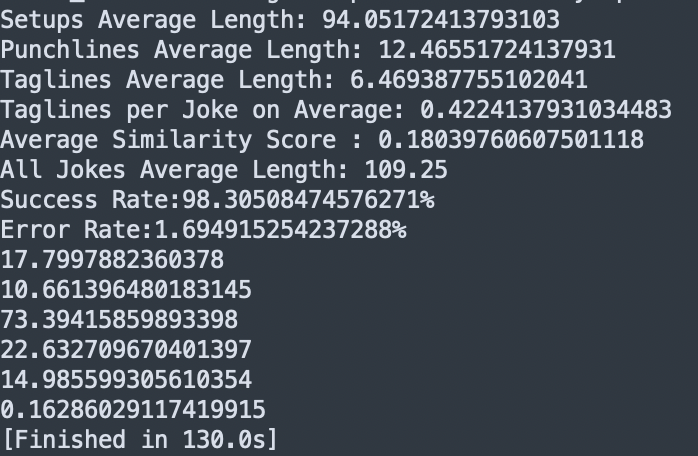 Setups Average Length: 94.05172413793103
Punchlines Average Length: 12.46551724137931
Taglines Average Length: 6.469387755102041
Taglines per Joke on Average: 0.4224137931034483
Average Similarity Score : 0.18039760607501118
All Jokes Average Length: 109.25
Success Rate:98.30508474576271%
Error Rate:1.694915254237288%
17.7997882360378
10.661396480183145
73.39415859893398
22.632709670401397
14.985599305610354
0.16286029117419915
[Finished in 130.0s]